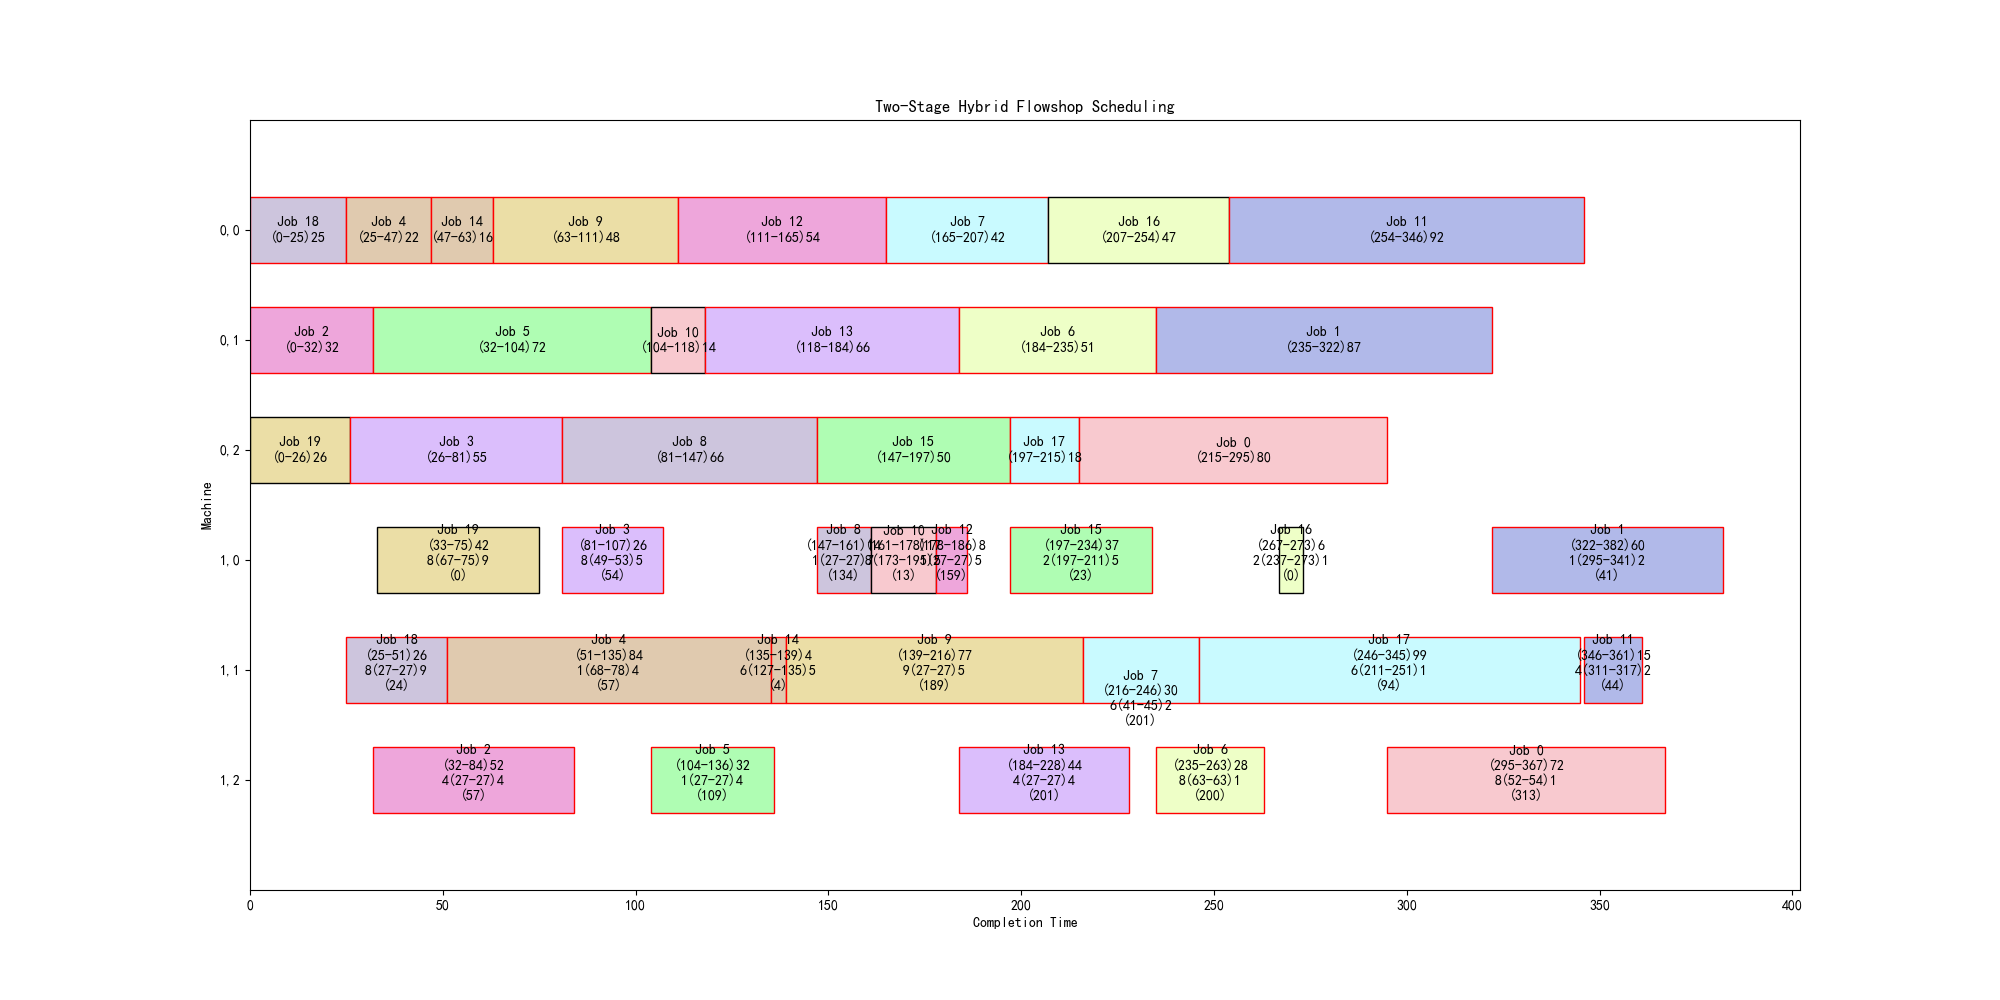 Two-Stage Hybrid Flowshop Scheduling
Job 18
(0-25)25
Job 4
(25-47)22
Job 14
(47-63)16
Job 9
(63-111)48
Job 12
(111-165)54
Job 7
(165-207)42
Job 16
(207-254)47
Job 11
(254-346)92
0,0
Job 2
(0-32)32
Job 5
(32-104)72
Job 10
(104-118)14
Job 13
(118-184)66
Job 6
(184-235)51
Job 1
(235-322)87
0,1
Job 19
(0-26)26
Job 3
(26-81)55
Job 8
(81-147)66
Job 15
(147-197)50
Job 17
(197-215)18
Job 0
(215-295)80
0,2
Machine
Job 19
(33-75)42
8(67-75)9
(0)
Job 3
(81-107)26
8(49-53)5
(54)
Job 8
(147-161)14
(134)
Job 10
(161-178)17
(13)
Job 12
(178-186)8
(159)
Job 15
(197-234)37
2(197-211)5
(23)
Job 16
(267-273)6
2(237-273)1
(0)
Job 1
(322-382)60
1(295-341)2
(41)
1,0
Job 18
(25-51)26
8(27-27)9
(24)
Job 4
(51-135)84
1(68-78)4
(57)
Job 14
(135-139)4
6(127-135)5
(4)
Job 9
(139-216)77
9(27-27)5
(189)
Job 7
(216-246)30
6(41-45)2
(201)
Job 17
(246-345)99
6(211-251)1
(94)
Job 11
(346-361)15
4(311-317)2
(44)
1,1
Job 2
(32-84)52
4(27-27)4
(57)
Job 5
(104-136)32
1(27-27)4
(109)
Job 13
(184-228)44
4(27-27)4
(201)
Job 6
(235-263)28
8(63-63)1
(200)
Job 0
(295-367)72
8(52-54)1
(313)
1,2
0
50
100
150
200
250
300
350
400
Completion Time